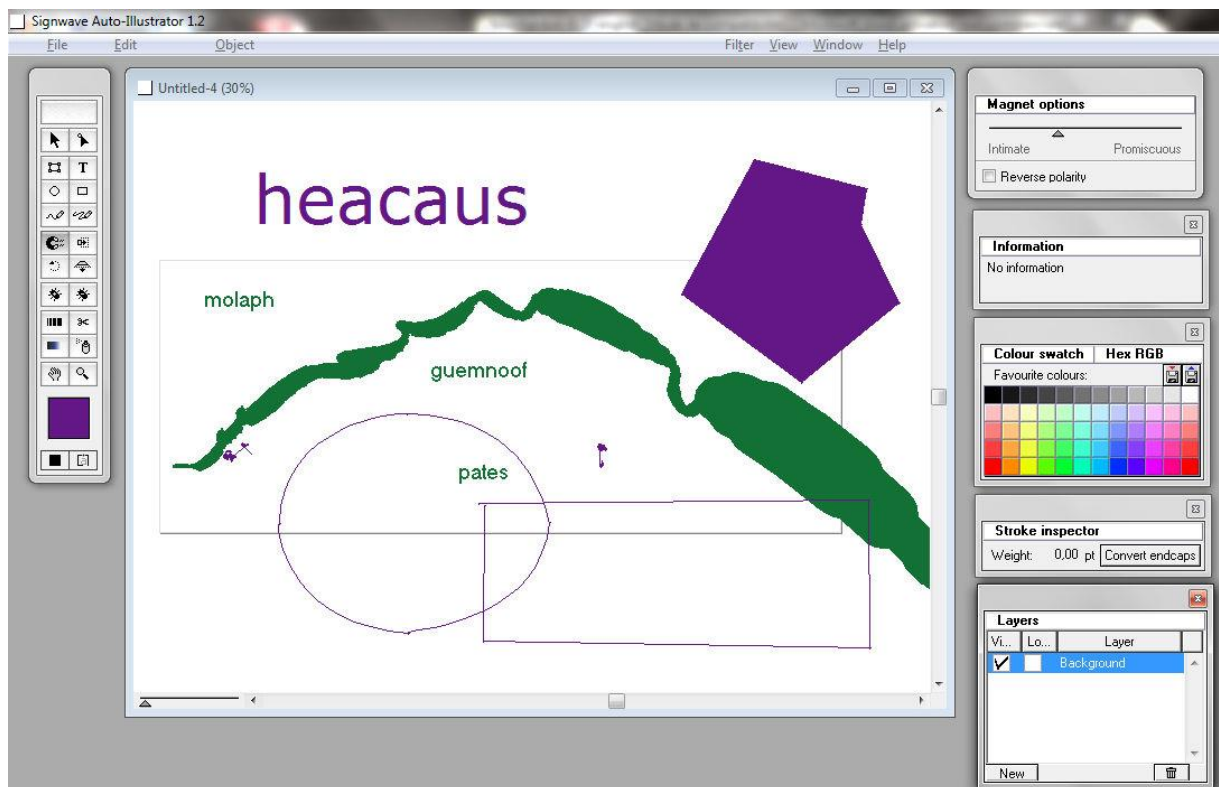 Signwave Auto-Illustrator 1.2
File Edit Object Filter View Window Help
Untitled-4 (30%)
heacaus
molaph
guemnoof
pates
T
Magnet options
Intimate Promiscuous
Reverse polarity
Information
No information
Colour swatch Hex RGB
Favourite colours:
Stroke inspector
Weight: 0,00 pt Convert endcaps
Layers
Vi... Lo... Layer
Background
New